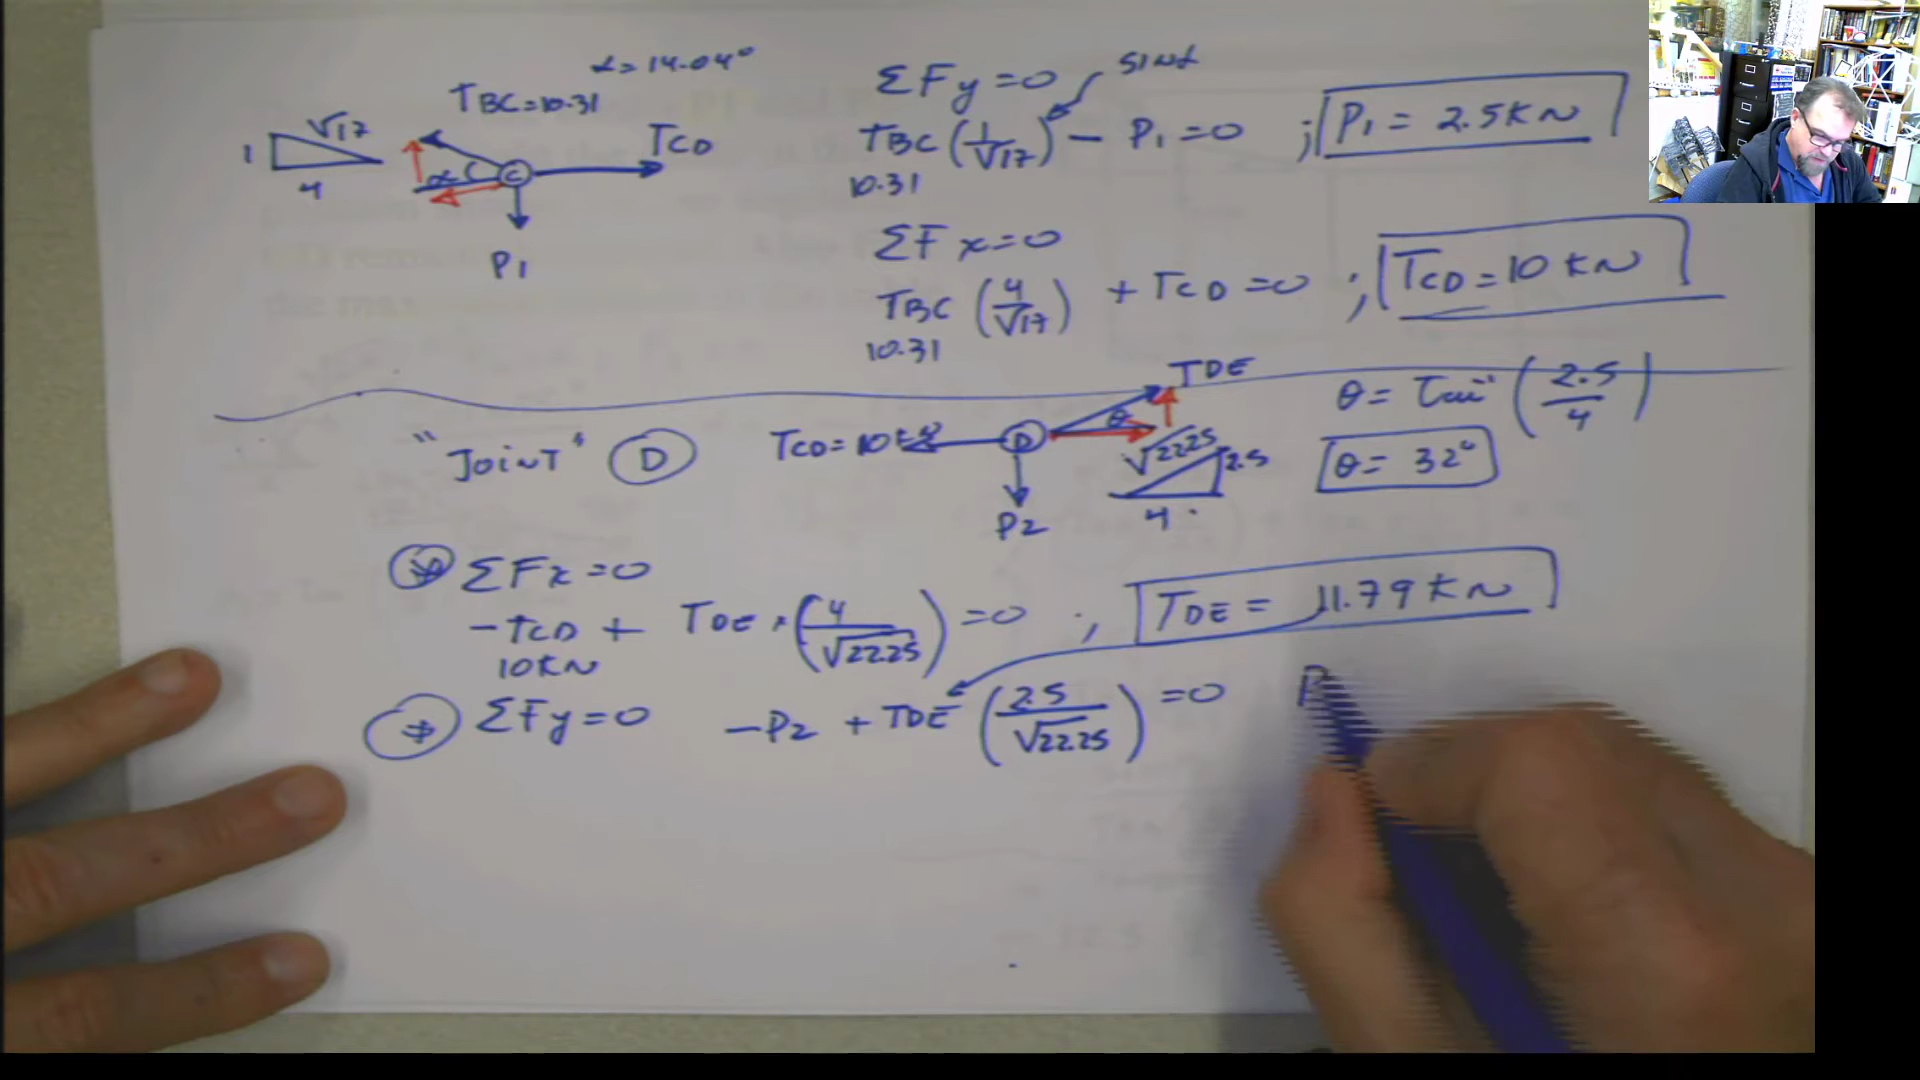 α = 14.04°
TBC = 10.31
1
√17
4
α
C
TCD
P1
ΣFy = 0
sin α
TBC (1/√17) - P1 = 0 ; P1 = 2.5 KN
10.31
ΣFx = 0
TBC (4/√17) + TCD = 0 ; TCD = 10 KN
10.31
"JOINT" D
TCD = 10 KN
D
TDE
θ
√22.25
2.5
4
P2
θ = Tan⁻¹ (2.5/4)
θ = 32°
ΣFx = 0
-TCD + TDE · (4/√22.25) = 0 ; TDE = 11.79 KN
10KN
ΣFy = 0 -P2 + TDE (2.5/√22.25) = 0 P